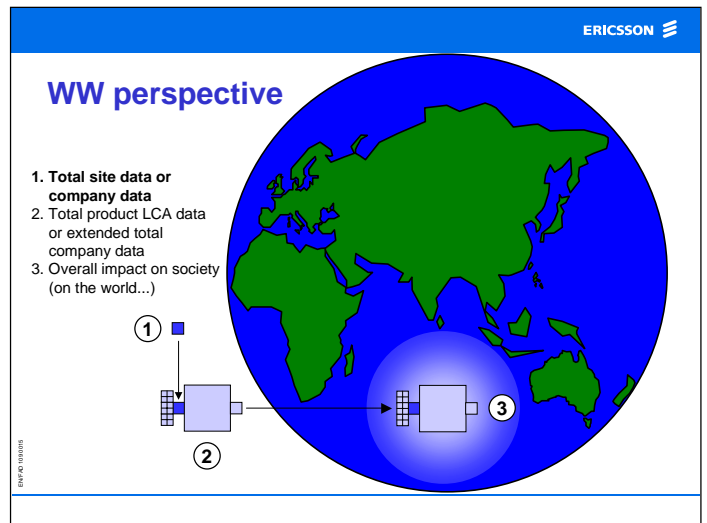 ERICSSON
WW perspective
1. Total site data or
company data
2. Total product LCA data
or extended total
company data
3. Overall impact on society
(on the world...)
1
2
3